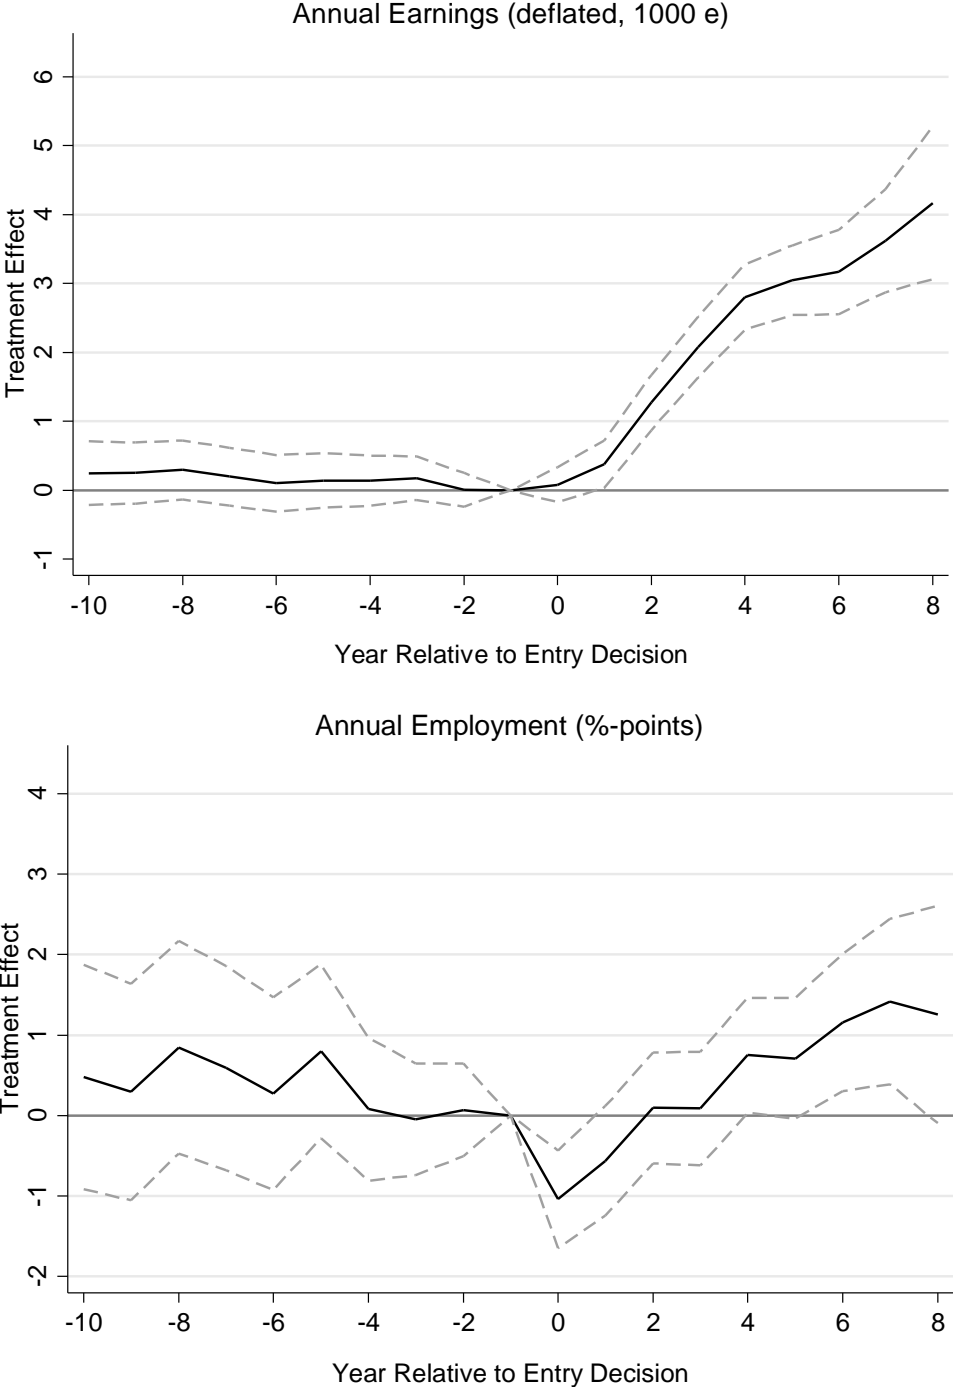 Annual Earnings (deflated, 1000 e)
Treatment Effect
6
5
4
3
2
1
0
-1
-10 -8 -6 -4 -2 0 2 4 6 8
Year Relative to Entry Decision
Annual Employment (%-points)
Treatment Effect
4
3
2
1
0
-1
-2
-10 -8 -6 -4 -2 0 2 4 6 8
Year Relative to Entry Decision